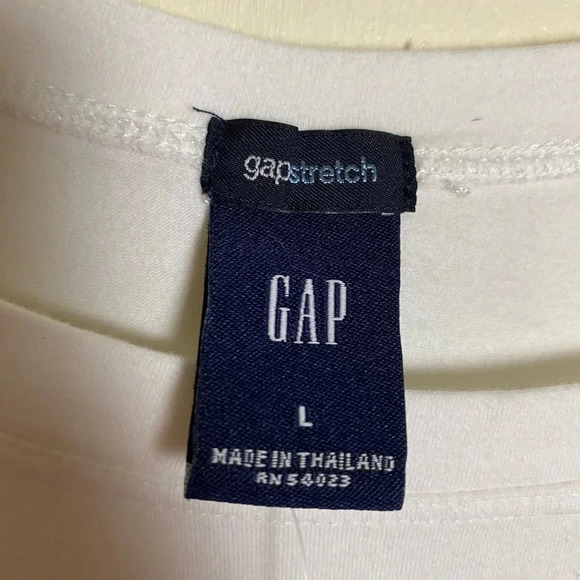 gapstretch
GAP
L
MADE IN THAILAND
RN 54023